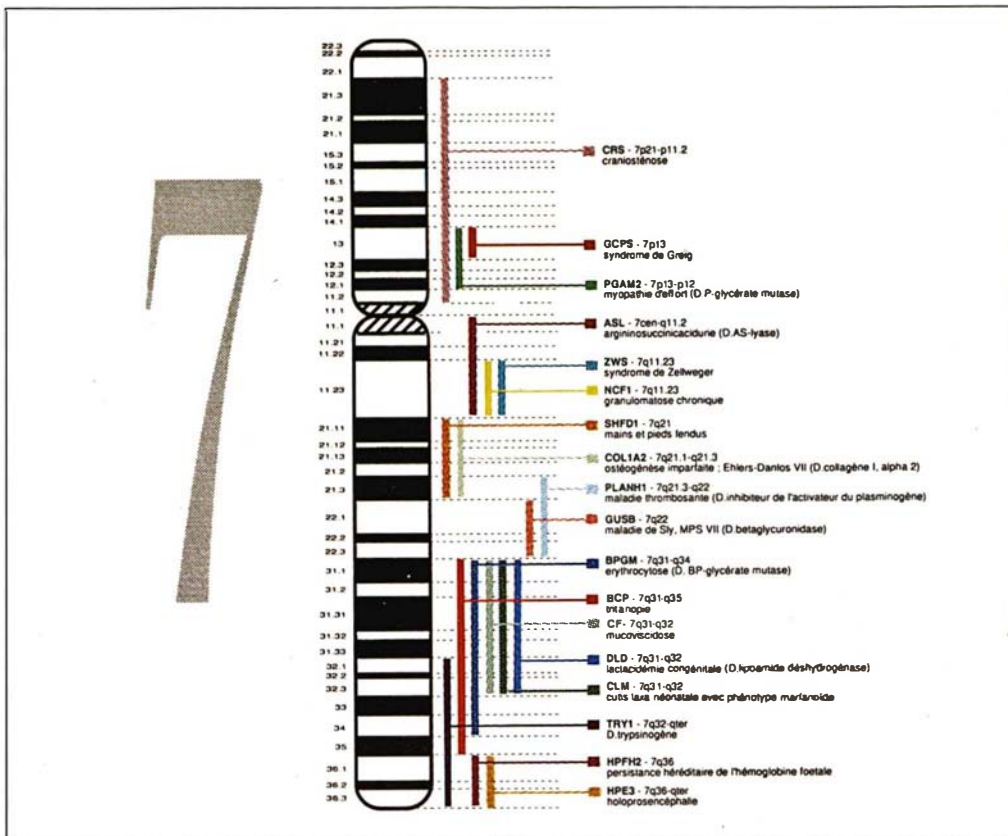 7
22.3
22.2
22.1
21.3
21.2
21.1
15.3
15.2
15.1
14.3
14.2
14.1
13
12.3
12.2
12.1
11.2
11.1
11.1
11.21
11.22
11.23
21.11
21.12
21.13
21.2
21.3
22.1
22.2
22.3
31.1
31.2
31.31
31.32
31.33
32.1
32.2
32.3
33
34
35
36.1
36.2
36.3
CRS - 7p21-p11.2
craniosténose
GCPS - 7p13
syndrome de Greig
PGAM2 - 7p13-p12
myopathie d'effort (D.P-glycérate mutase)
ASL - 7cen-q11.2
argininosuccinicacidurie (D.AS-lyase)
ZWS - 7q11.23
syndrome de Zellweger
NCF1 - 7q11.23
granulomatose chronique
SHFD1 - 7q21
mains et pieds fendus
COL1A2 - 7q21.1-q21.3
ostéogénèse imparfaite ; Ehlers-Danlos VII (D.collagène I, alpha 2)
PLANH1 - 7q21.3-q22
maladie thrombosante (D.inhibiteur de l'activateur du plasminogène)
GUSB - 7q22
maladie de Sly, MPS VII (D.betaglycuronidase)
BPGM - 7q31-q34
erythrocytose (D. BP-glycérate mutase)
BCP - 7q31-q35
tritanopie
CF- 7q31-q32
mucoviscidose
DLD - 7q31-q32
lactacidémie congénitale (D.lipoamide déshydrogénase)
CLM - 7q31-q32
cutis laxa néonatale avec phénotype marfanoïde
TRY1 - 7q32-qter
D.trypsinogène
HPFH2 - 7q36
persistance héréditaire de l'hémoglobine foetale
HPE3 - 7q36-qter
holoprosencéphalie